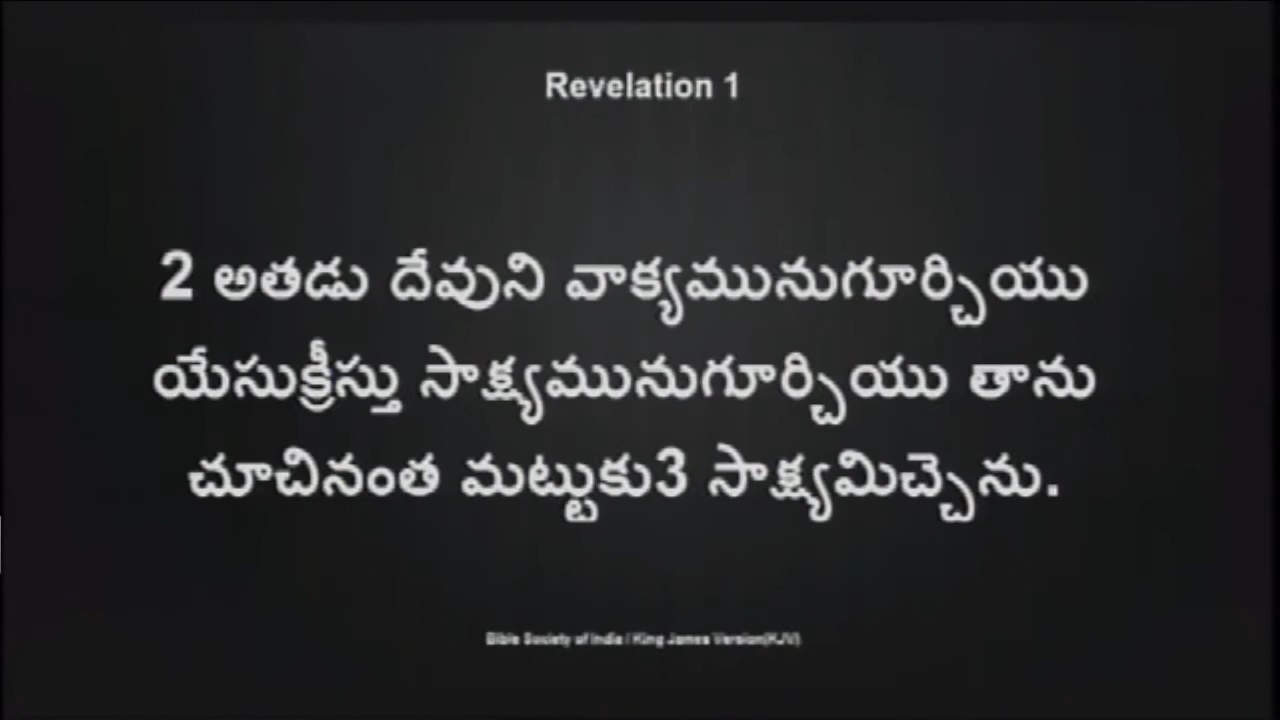 Revelation 1
2 అతడు దేవుని వాక్యమునుగూర్చియు
యేసుక్రీస్తు సాక్ష్యమునుగూర్చియు తాను
చూచినంత మట్టుకు3 సాక్ష్యమిచ్చెను.
Bible Society of India / King James Version(KJV)